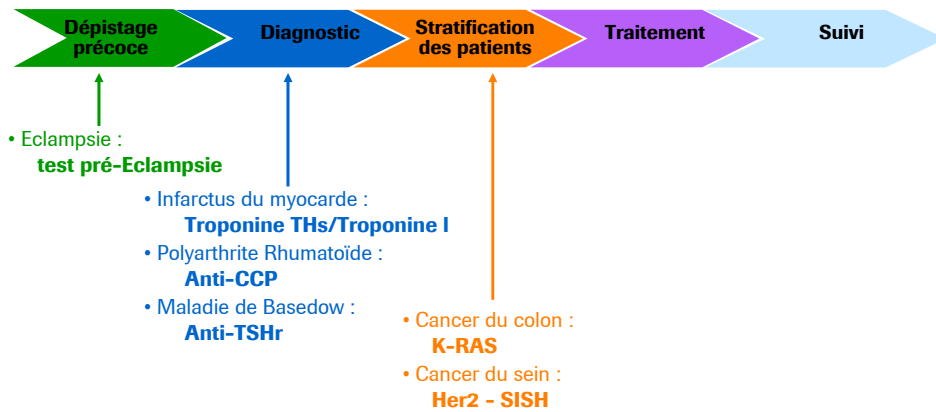 Dépistage
précoce
Diagnostic
Stratification
des patients
Traitement
Suivi
• Eclampsie :
test pré-Eclampsie
• Infarctus du myocarde :
Troponine THs/Troponine I
• Polyarthrite Rhumatoïde :
Anti-CCP
• Maladie de Basedow :
Anti-TSHr
• Cancer du colon :
K-RAS
• Cancer du sein :
Her2 - SISH